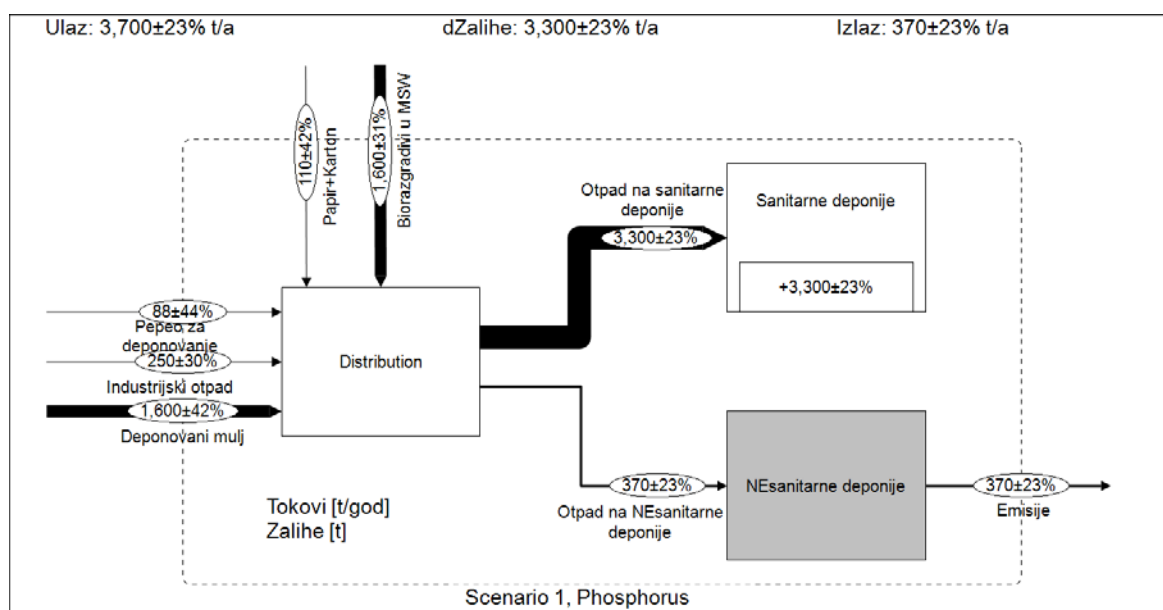 Ulaz: 3,700±23% t/a
dZalihe: 3,300±23% t/a
Izlaz: 370±23% t/a
110±42%
Papir+Karton
1,600±31%
Biorazgradivi u MSW
Otpad na sanitarne
deponije
3,300±23%
Sanitarne deponije
+3,300±23%
88±44%
Pepeo za
deponovanje
250±30%
Industrijski otpad
1,600±42%
Deponovani mulj
Distribution
370±23%
Otpad na NEsanitarne
deponije
NEsanitarne deponije
370±23%
Emisije
Tokovi [t/god]
Zalihe [t]
Scenario 1, Phosphorus